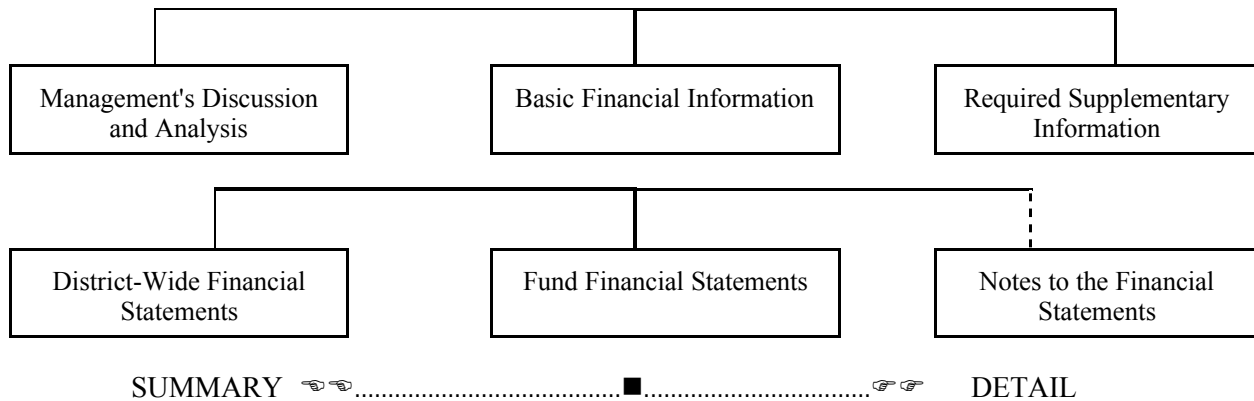 Management's Discussion
and Analysis
Basic Financial Information
Required Supplementary
Information
District-Wide Financial
Statements
Fund Financial Statements
Notes to the Financial
Statements
SUMMARY ☜☜........................................■..................................☞☞ DETAIL